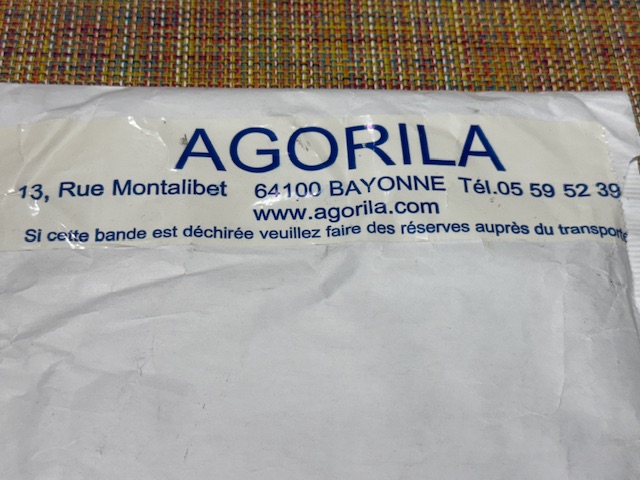 AGORILA
13, Rue Montalibet 64100 BAYONNE Tél.05 59 52 39
www.agorila.com
Si cette bande est déchirée veuillez faire des réserves auprès du